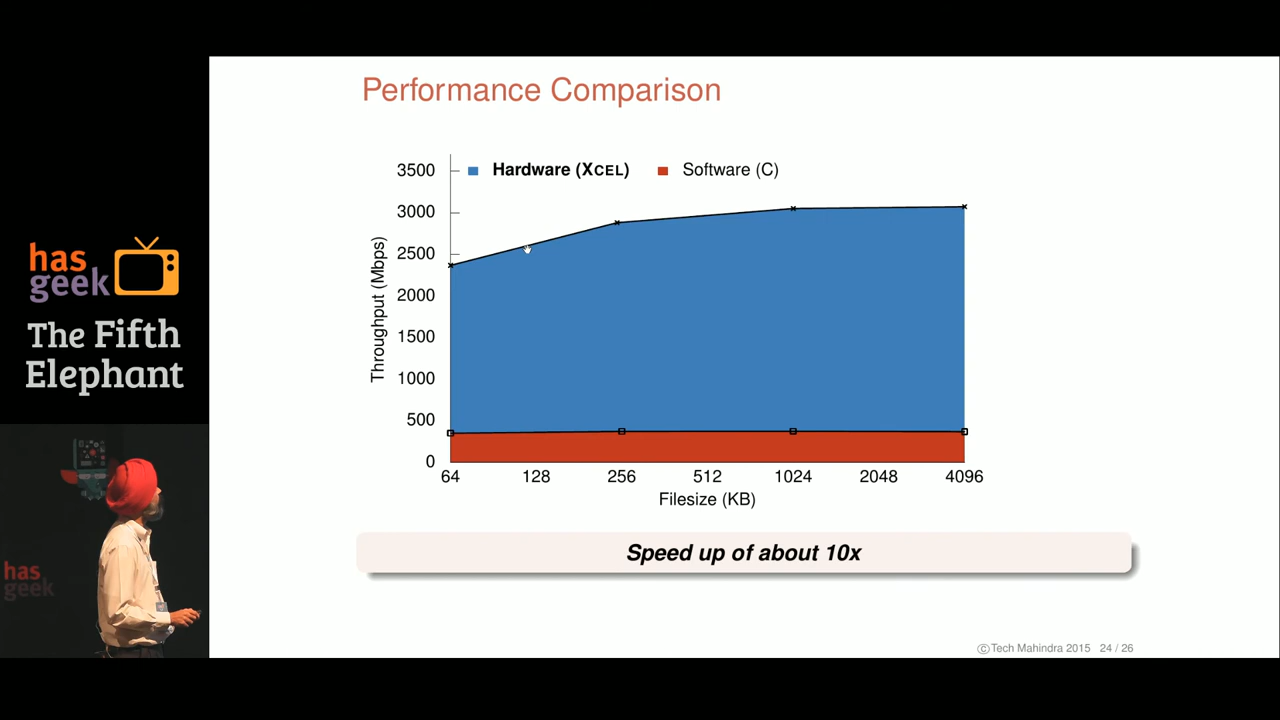 has
geek
The Fifth
Elephant
has
geek
Performance Comparison
Hardware (XCEL)
Software (C)
Throughput (Mbps)
3500
3000
2500
2000
1500
1000
500
0
64 128 256 512 1024 2048 4096
Filesize (KB)
Speed up of about 10x
©Tech Mahindra 2015 24 / 26